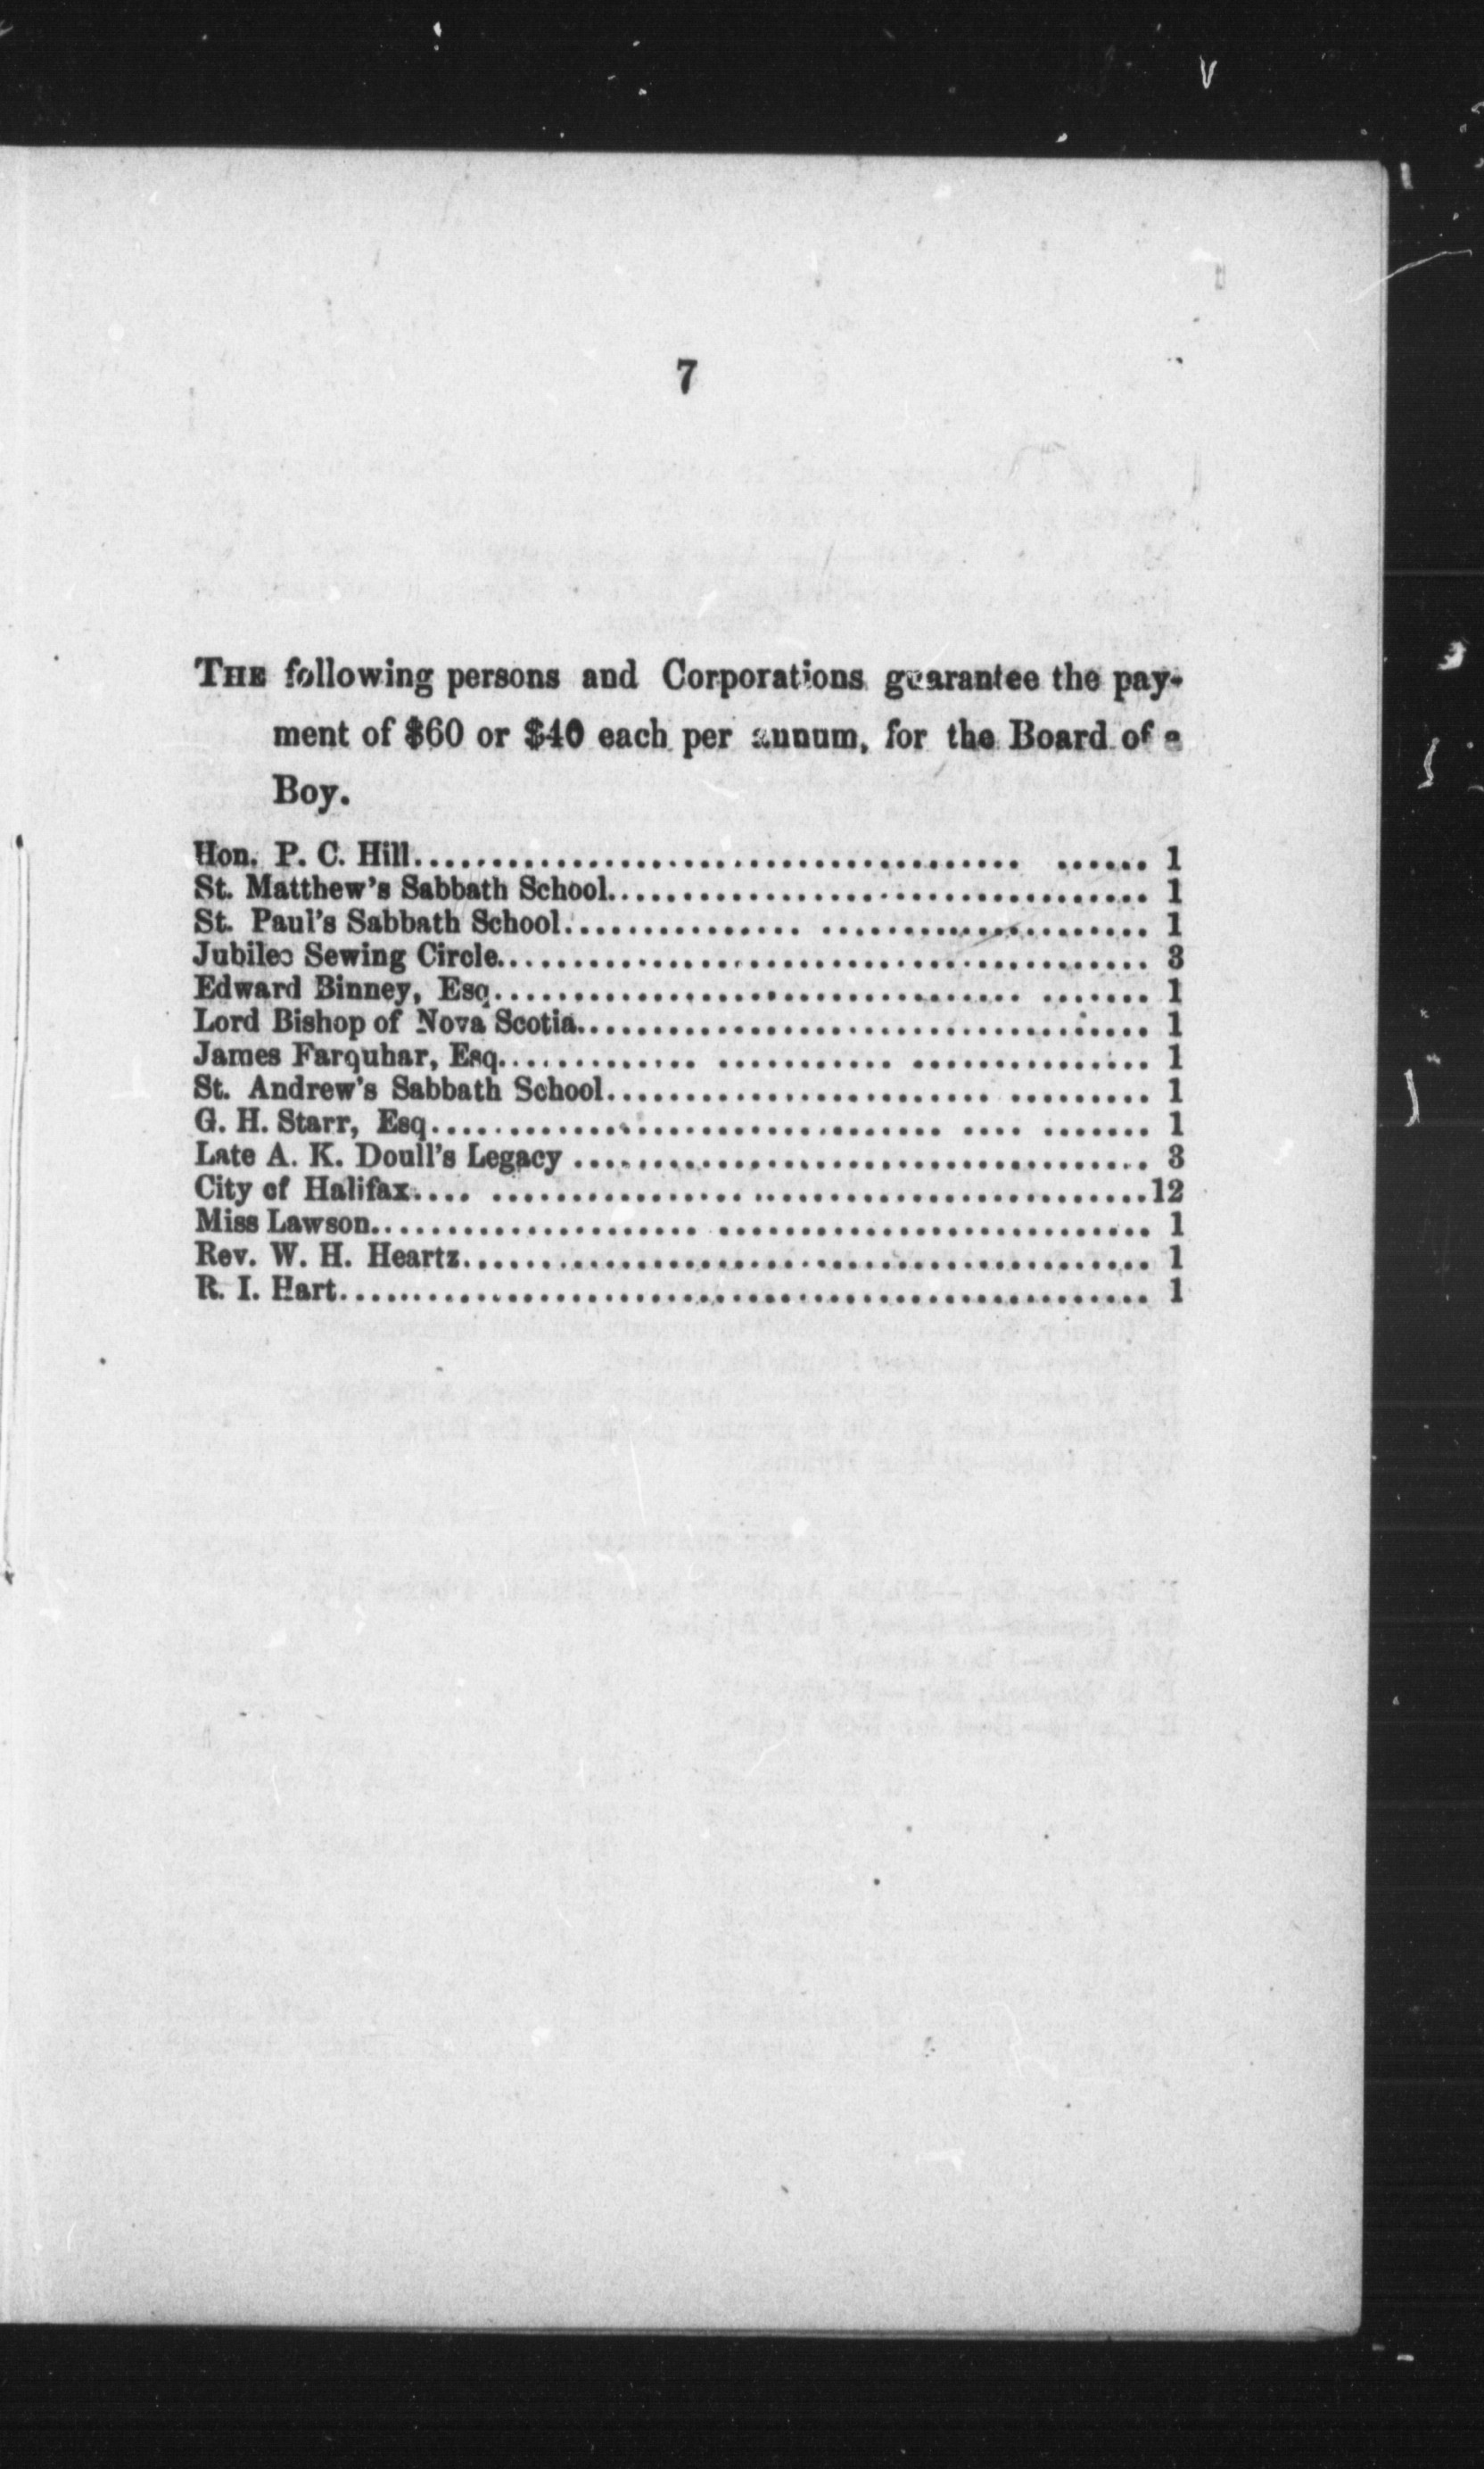 7
THE following persons and Corporations guarantee the pay-
ment of $60 or $40 each per annum, for the Board of a
Boy.
Hon. P. C. Hill.......................................... ...... 1
St. Matthew's Sabbath School.................................. 1
St. Paul's Sabbath School............... ..................... 1
Jubilee Sewing Circle......................................... 3
Edward Binney, Esq.................................. ....... 1
Lord Bishop of Nova Scotia.................................... 1
James Farquhar, Esq............. ........... ............... 1
St. Andrew's Sabbath School........................ ......... 1
G. H. Starr, Esq................................ .... ....... 1
Late A. K. Doull's Legacy .................................... 3
City of Halifax.... ................ .........................12
Miss Lawson..................... ........................... 1
Rev. W. H. Heartz........................................... 1
R. I. Hart................................................... 1